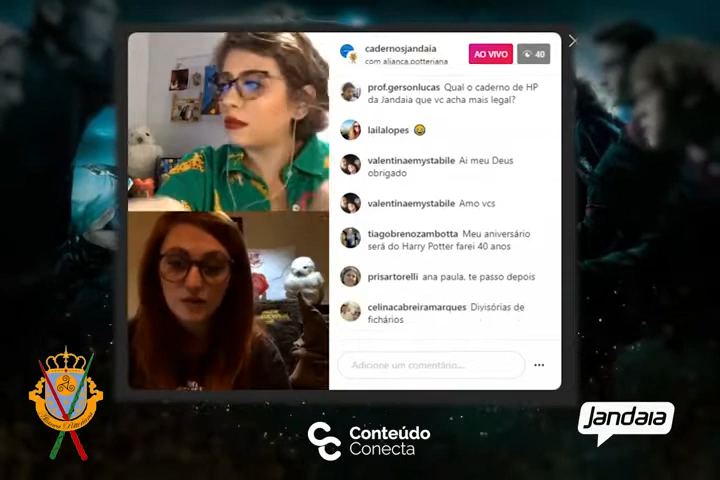 cadernosjandaia
com alianca.potteriana
AO VIVO
40
prof.gersonlucas Qual o caderno de HP
da Jandaia que vc acha mais legal?
lailalopes
valentinaemystabile Ai meu Deus
obrigado
valentinaemystabile Amo vcs
tiagobrenozambotta Meu aniversário
será do Harry Potter farei 40 anos
prisartorelli ana paula, te passo depois
celinacabreiramarques Divisórias de
fichários
Adicione um comentário...
Conteúdo
Conecta
Jandaia